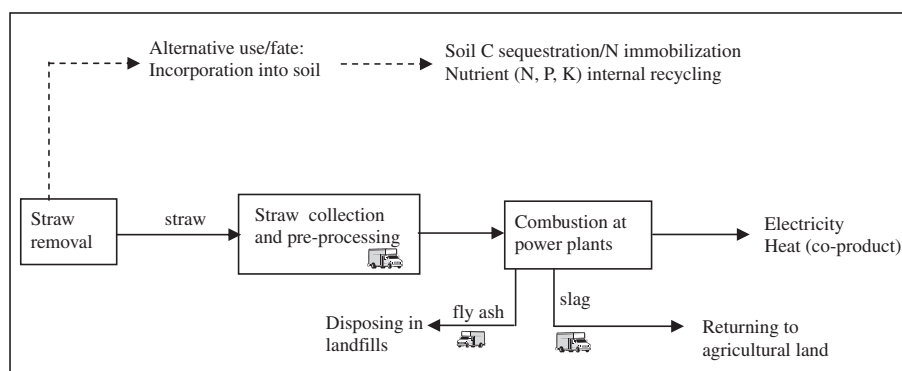 Alternative use/fate:
Incorporation into soil
Soil C sequestration/N immobilization
Nutrient (N, P, K) internal recycling
Straw
removal
straw
Straw collection
and pre-processing
Combustion at
power plants
Electricity
Heat (co-product)
fly ash
Disposing in
landfills
slag
Returning to
agricultural land